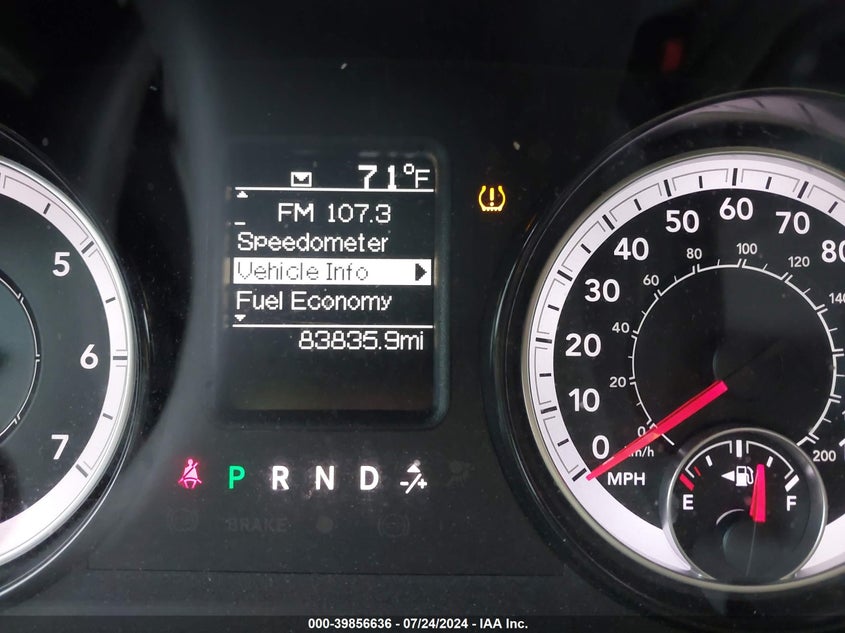 71°F
FM 107.3
Speedometer
Vehicle Info
Fuel Economy
83835.9mi
5
6
7
P R N D -/+
BRAKE
0 10 20 30 40 50 60 70 80
MPH
0 20 40 60 80 100 120 140 200
km/h
E F
000-39856636 - 07/24/2024 - IAA Inc.